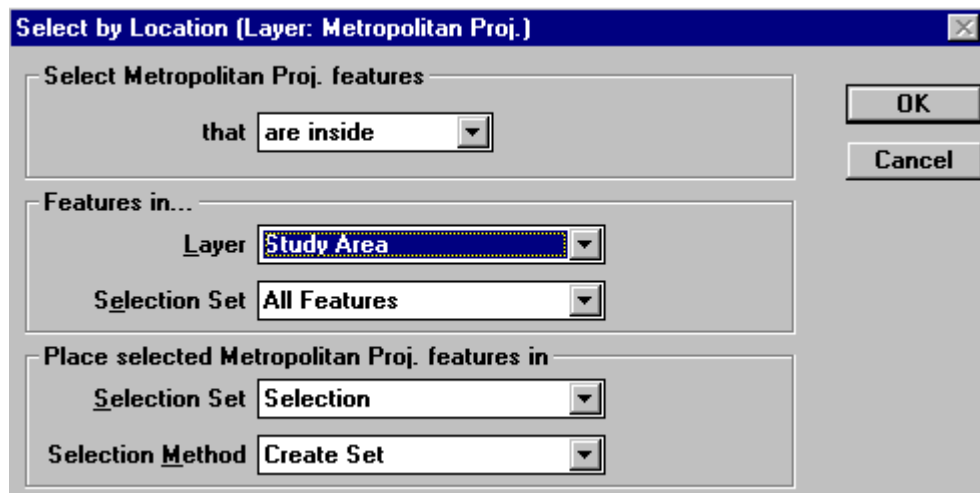 Select by Location (Layer: Metropolitan Proj.)
Select Metropolitan Proj. features
that are inside
OK
Cancel
Features in...
Layer Study Area
Selection Set All Features
Place selected Metropolitan Proj. features in
Selection Set Selection
Selection Method Create Set